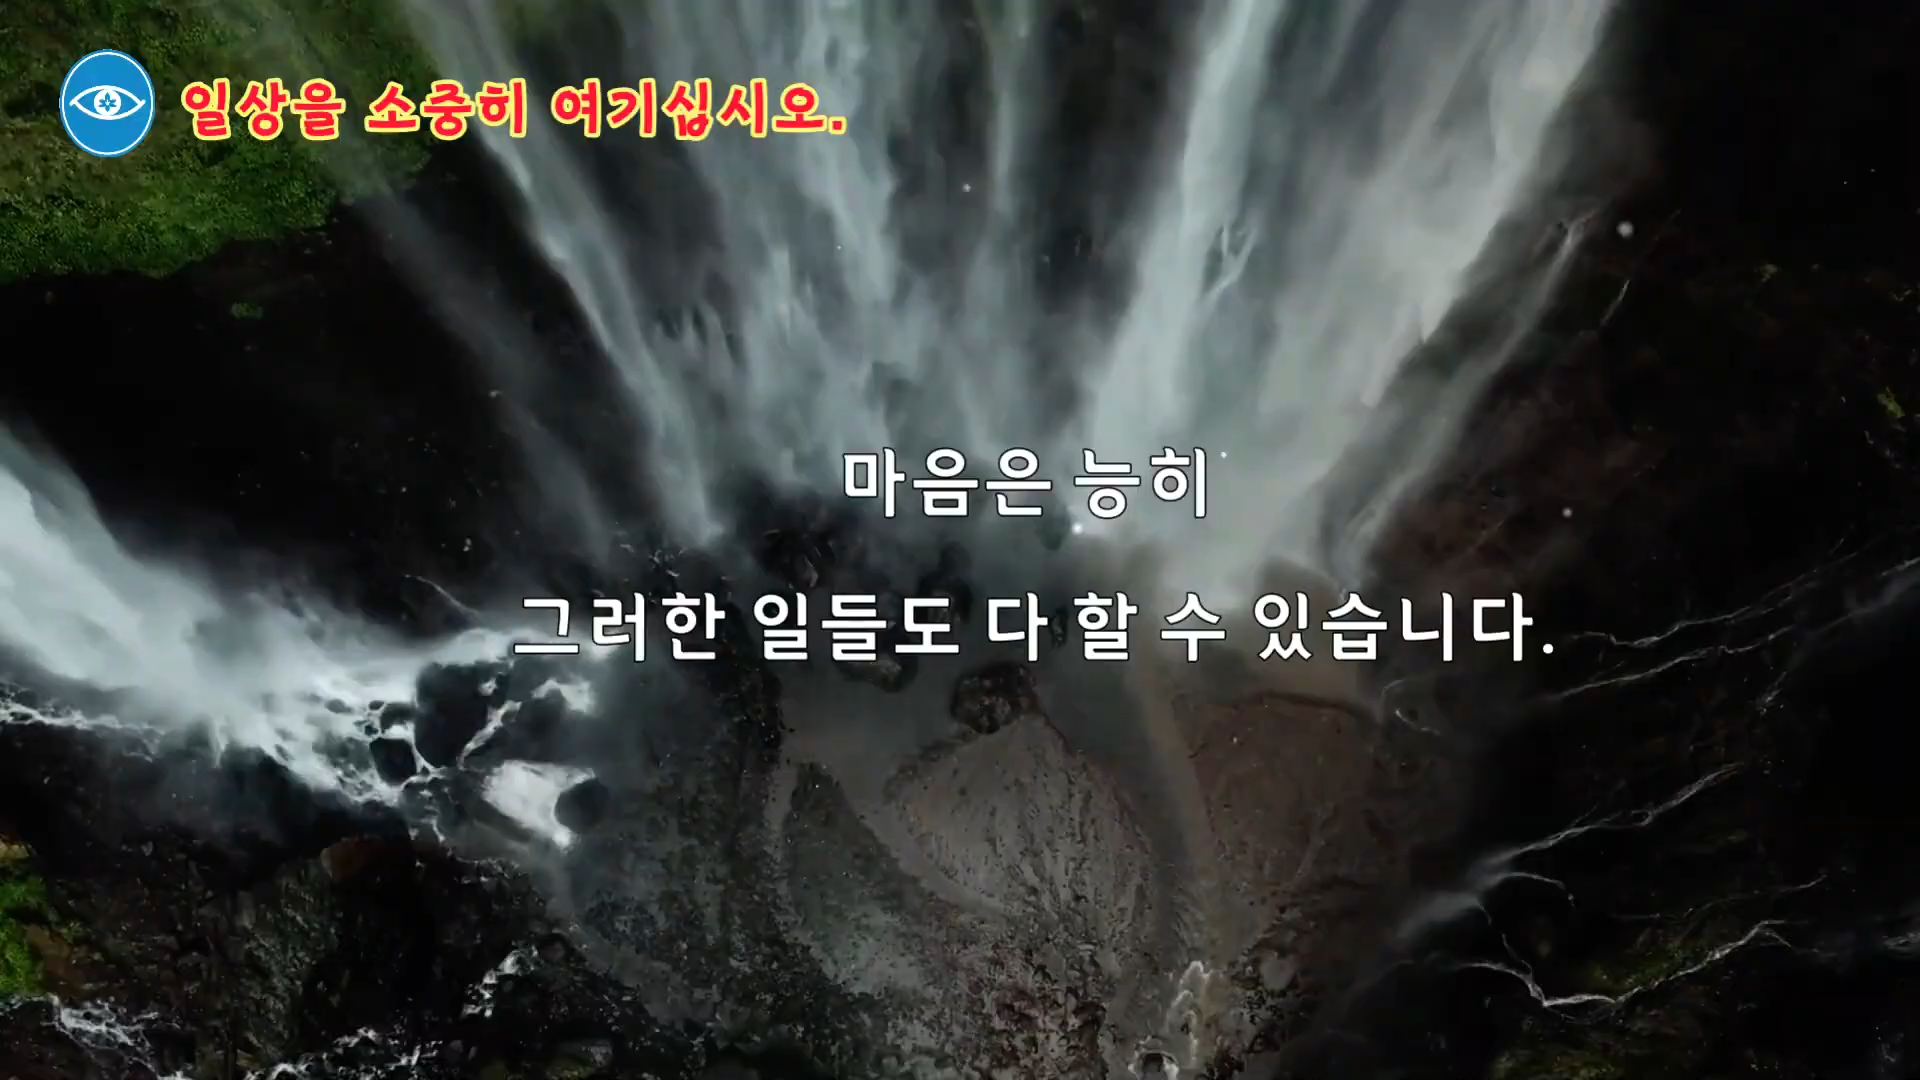 일상을 소중히 여기십시오.
마음은 능히
그러한 일들도 다 할 수 있습니다.